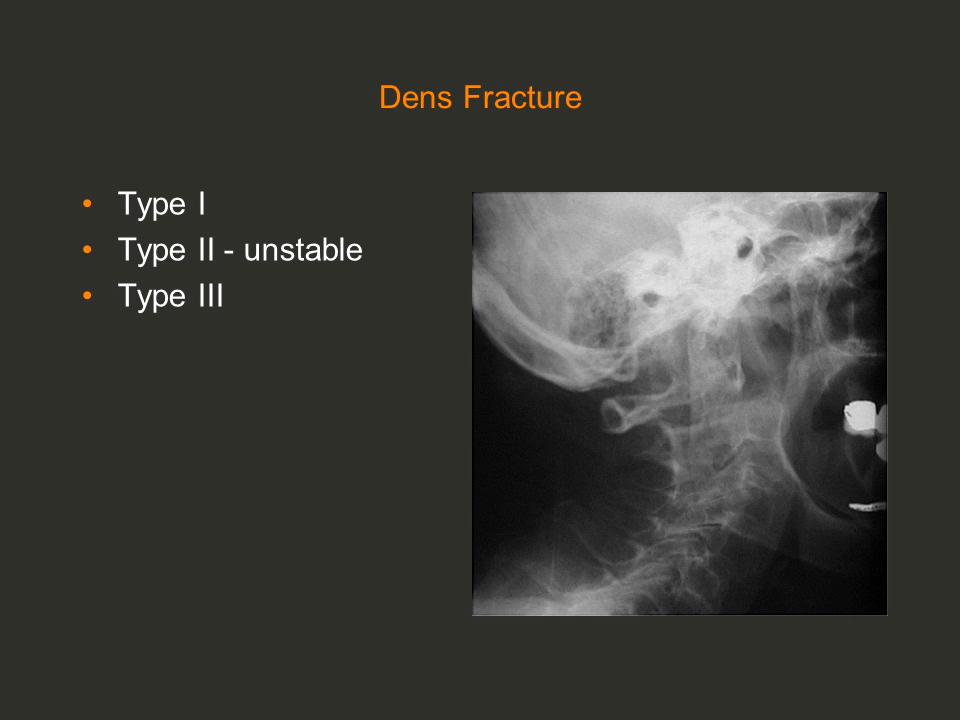 Dens Fracture
• Type I
• Type II - unstable
• Type III